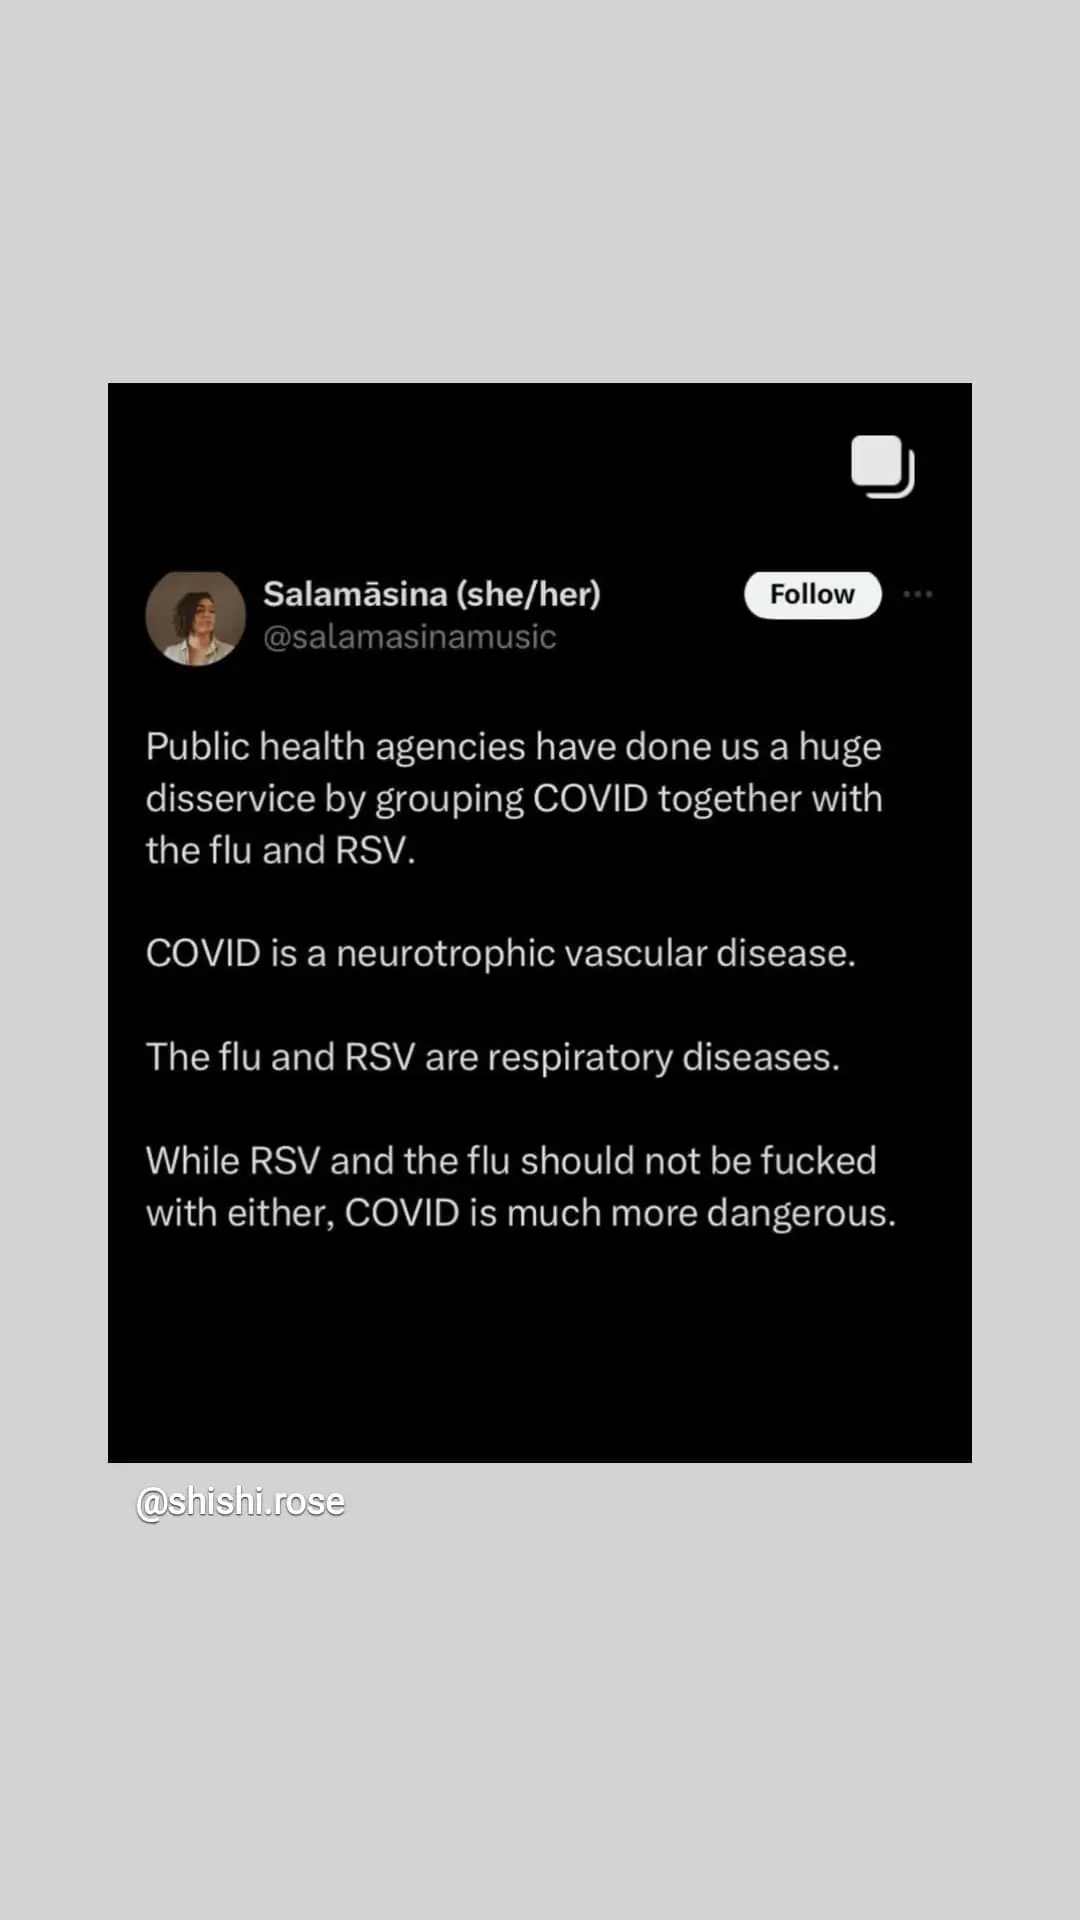 Salamāsina (she/her)
Follow
@salamasinamusic
Public health agencies have done us a huge
disservice by grouping COVID together with
the flu and RSV.
COVID is a neurotrophic vascular disease.
The flu and RSV are respiratory diseases.
While RSV and the flu should not be fucked
with either, COVID is much more dangerous.
@shishi.rose